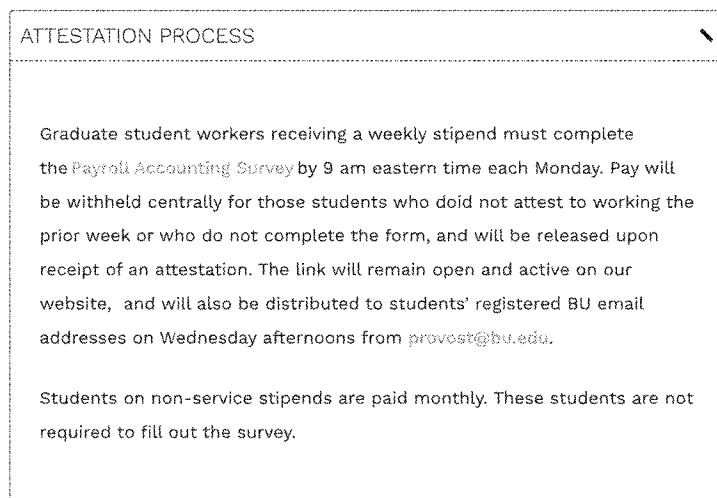 ATTESTATION PROCESS
Graduate student workers receiving a weekly stipend must complete
the Payroll Accounting Survey by 9 am eastern time each Monday. Pay will
be withheld centrally for those students who doid not attest to working the
prior week or who do not complete the form, and will be released upon
receipt of an attestation. The link will remain open and active on our
website,  and will also be distributed to students' registered BU email
addresses on Wednesday afternoons from provost@bu.edu.
Students on non-service stipends are paid monthly. These students are not
required to fill out the survey.